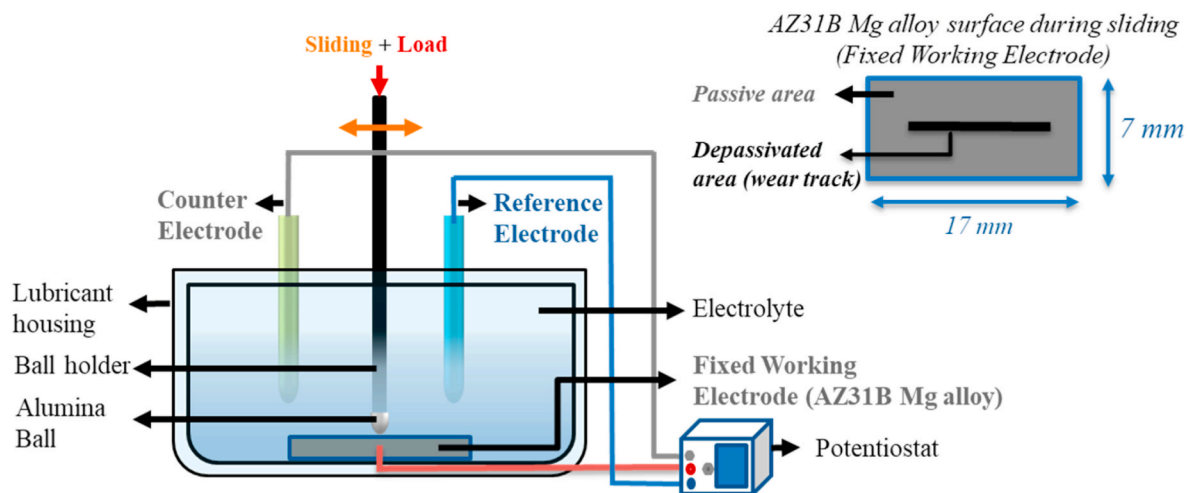 Sliding + Load
Counter
Electrode
Reference
Electrode
Lubricant
housing
Ball holder
Alumina
Ball
Electrolyte
Fixed Working
Electrode (AZ31B Mg alloy)
Potentiostat
AZ31B Mg alloy surface during sliding
(Fixed Working Electrode)
Passive area
Depassivated
area (wear track)
7 mm
17 mm